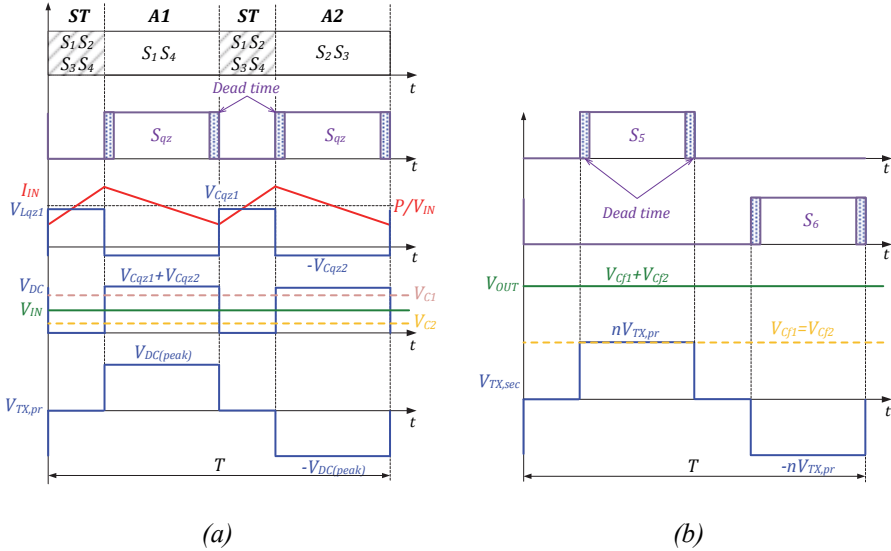 ST A1 ST A2
S1 S2 S1 S2
S1 S4 S2 S3
S3 S4 S3 S4
t
Dead time
Sqz Sqz
t
IIN VCqz1
VLqz1 P/VIN
t
-VCqz2
VDC VCqz1+VCqz2 VC1
VIN
VC2
t
VDC(peak)
VTX,pr
t
T -VDC(peak)
(a)
S5
t
Dead time
S6
t
VOUT VCf1+VCf2
nVTX,pr VCf1=VCf2
VTX,sec
t
T -nVTX,pr
(b)